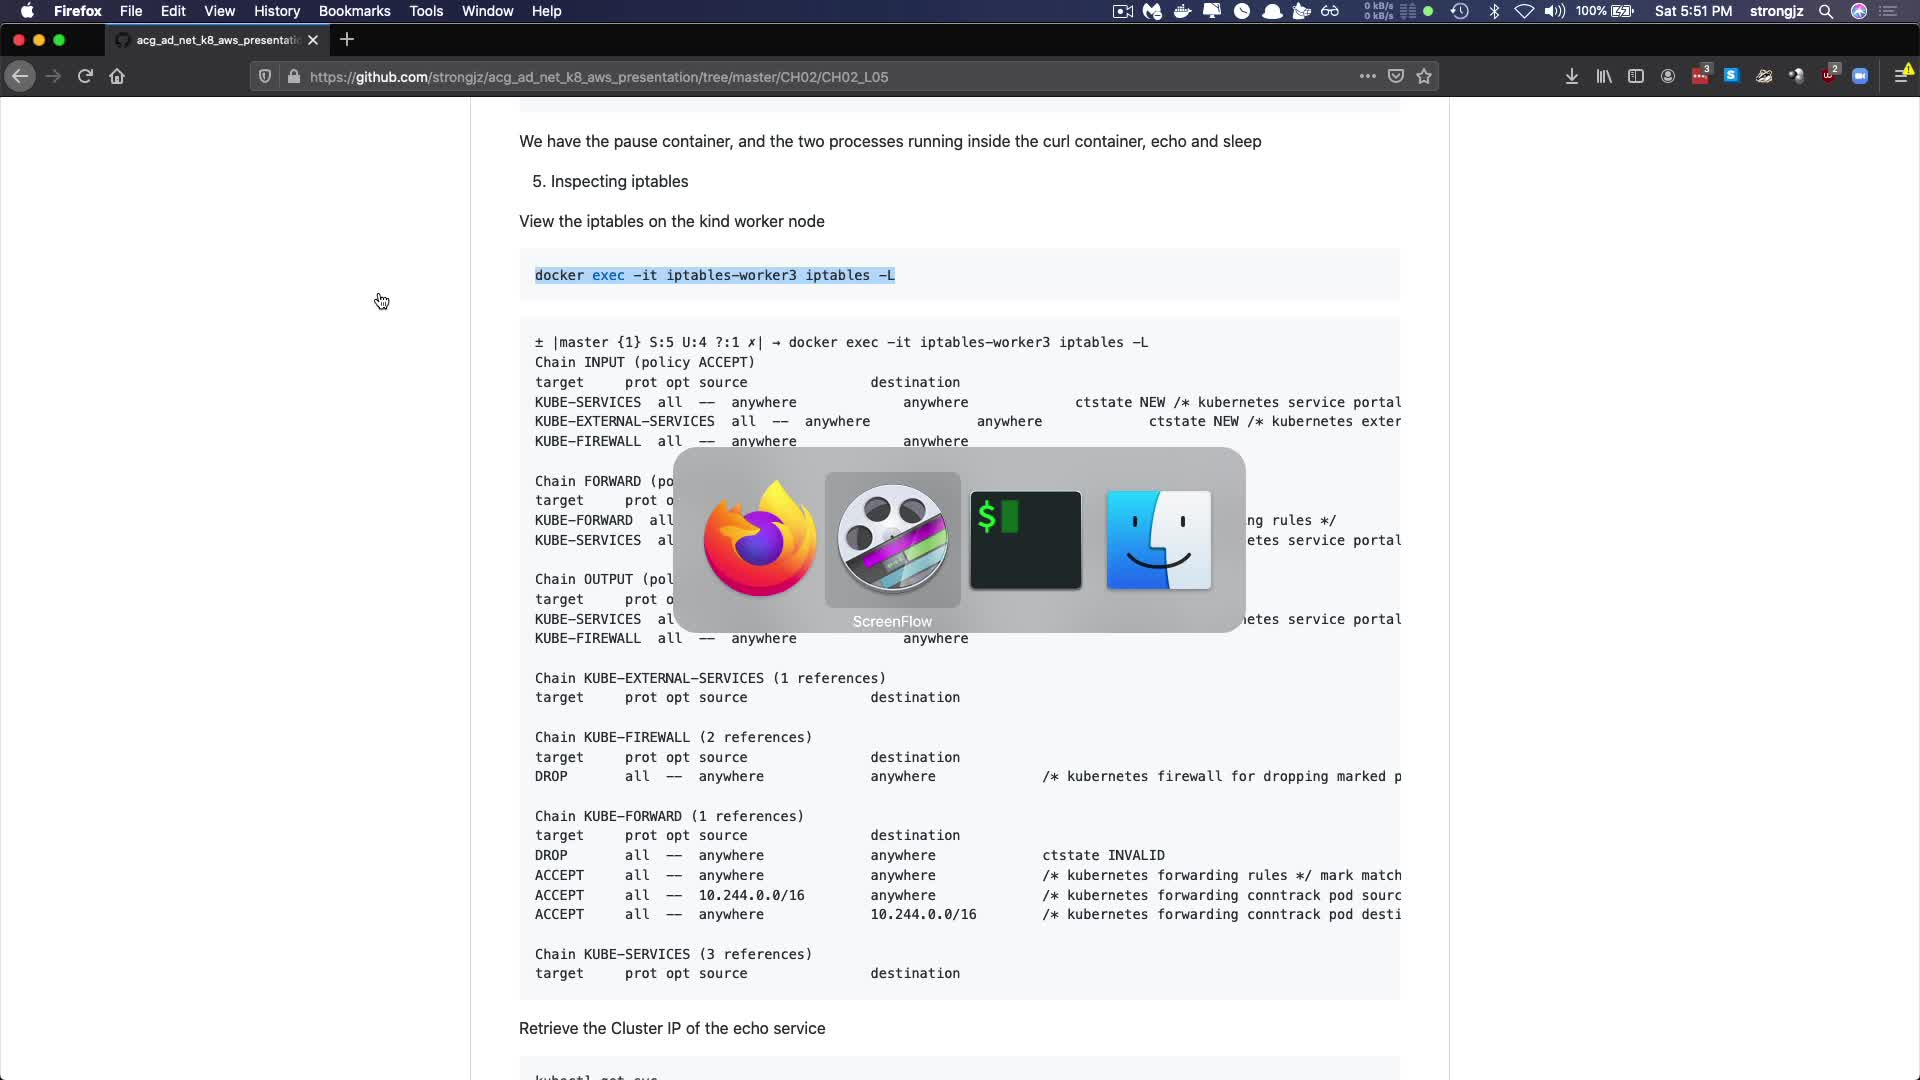 Firefox File Edit View History Bookmarks Tools Window Help 0 kB/s 0 kB/s 100% Sat 5:51 PM strongjz
acg_ad_net_k8_aws_presentatio
https://github.com/strongjz/acg_ad_net_k8_aws_presentation/tree/master/CH02/CH02_L05 3 2
We have the pause container, and the two processes running inside the curl container, echo and sleep
5. Inspecting iptables
View the iptables on the kind worker node
docker exec -it iptables-worker3 iptables -L
± |master {1} S:5 U:4 ?:1 ✗| → docker exec -it iptables-worker3 iptables -L
Chain INPUT (policy ACCEPT)
target prot opt source destination
KUBE-SERVICES all -- anywhere anywhere ctstate NEW /* kubernetes service portal
KUBE-EXTERNAL-SERVICES all -- anywhere anywhere ctstate NEW /* kubernetes exter
KUBE-FIREWALL all -- anywhere anywhere
Chain FORWARD (po
target prot o
KUBE-FORWARD all ng rules */
KUBE-SERVICES al etes service portal
Chain OUTPUT (pol
target prot o
KUBE-SERVICES al etes service portal
KUBE-FIREWALL all -- anywhere anywhere
$
ScreenFlow
Chain KUBE-EXTERNAL-SERVICES (1 references)
target prot opt source destination
Chain KUBE-FIREWALL (2 references)
target prot opt source destination
DROP all -- anywhere anywhere /* kubernetes firewall for dropping marked p
Chain KUBE-FORWARD (1 references)
target prot opt source destination
DROP all -- anywhere anywhere ctstate INVALID
ACCEPT all -- anywhere anywhere /* kubernetes forwarding rules */ mark match
ACCEPT all -- 10.244.0.0/16 anywhere /* kubernetes forwarding conntrack pod sourc
ACCEPT all -- anywhere 10.244.0.0/16 /* kubernetes forwarding conntrack pod desti
Chain KUBE-SERVICES (3 references)
target prot opt source destination
Retrieve the Cluster IP of the echo service
kubectl get svc